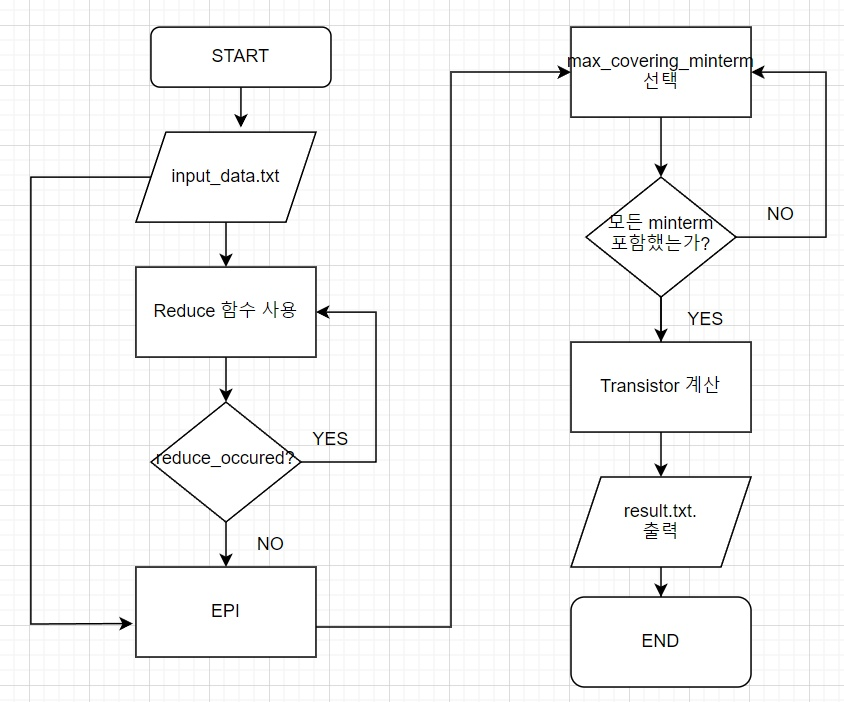 START
input_data.txt
Reduce 함수 사용
reduce_occured?
YES
NO
EPI
max_covering_minterm
선택
모든 minterm
포함했는가?
NO
YES
Transistor 계산
result.txt.
출력
END